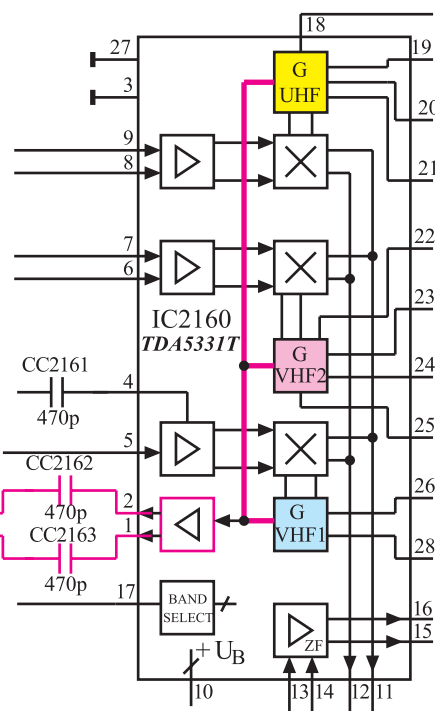 18
27
19
G
UHF
3
20
9
8
21
7
6
22
IC2160
TDA5331T
23
CC2161
G
VHF2
4
24
470p
5
25
CC2162
470p
2
26
G
VHF1
CC2163
1
28
470p
17
BAND
SELECT
16
ZF
15
+U_B
10
13
14
12
11